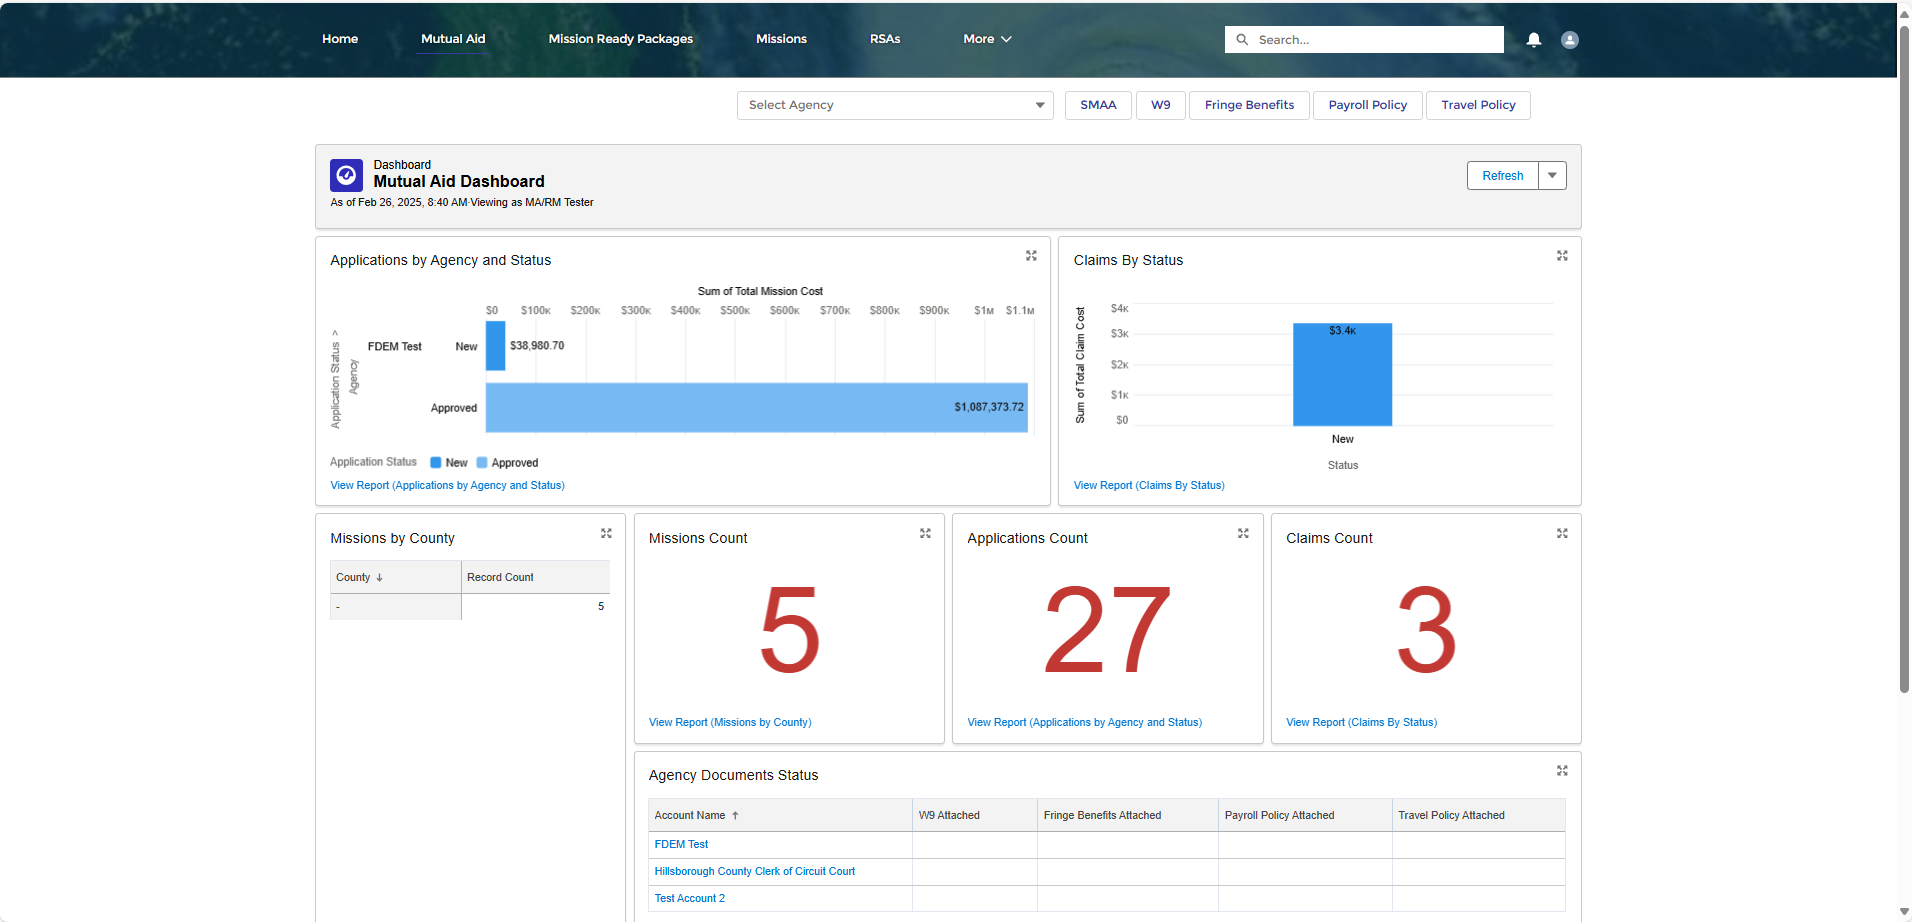 Home Mutual Aid Mission Ready Packages Missions RSAs More Search...
Select Agency SMAA W9 Fringe Benefits Payroll Policy Travel Policy
Dashboard
Mutual Aid Dashboard
As of Feb 26, 2025, 8:40 AM·Viewing as MA/RM Tester
Refresh
Applications by Agency and Status
Sum of Total Mission Cost
$0 $100K $200K $300K $400K $500K $600K $700K $800K $900K $1M $1.1M
Application Status >
Agency
FDEM Test New $38,980.70
Approved $1,087,373.72
Application Status New Approved
View Report (Applications by Agency and Status)
Claims By Status
Sum of Total Claim Cost
$4K
$3K
$2K
$1K
$0
$3.4K
New
Status
View Report (Claims By Status)
Missions by County
County Record Count
- 5
Missions Count
5
View Report (Missions by County)
Applications Count
27
View Report (Applications by Agency and Status)
Claims Count
3
View Report (Claims By Status)
Agency Documents Status
Account Name W9 Attached Fringe Benefits Attached Payroll Policy Attached Travel Policy Attached
FDEM Test
Hillsborough County Clerk of Circuit Court
Test Account 2